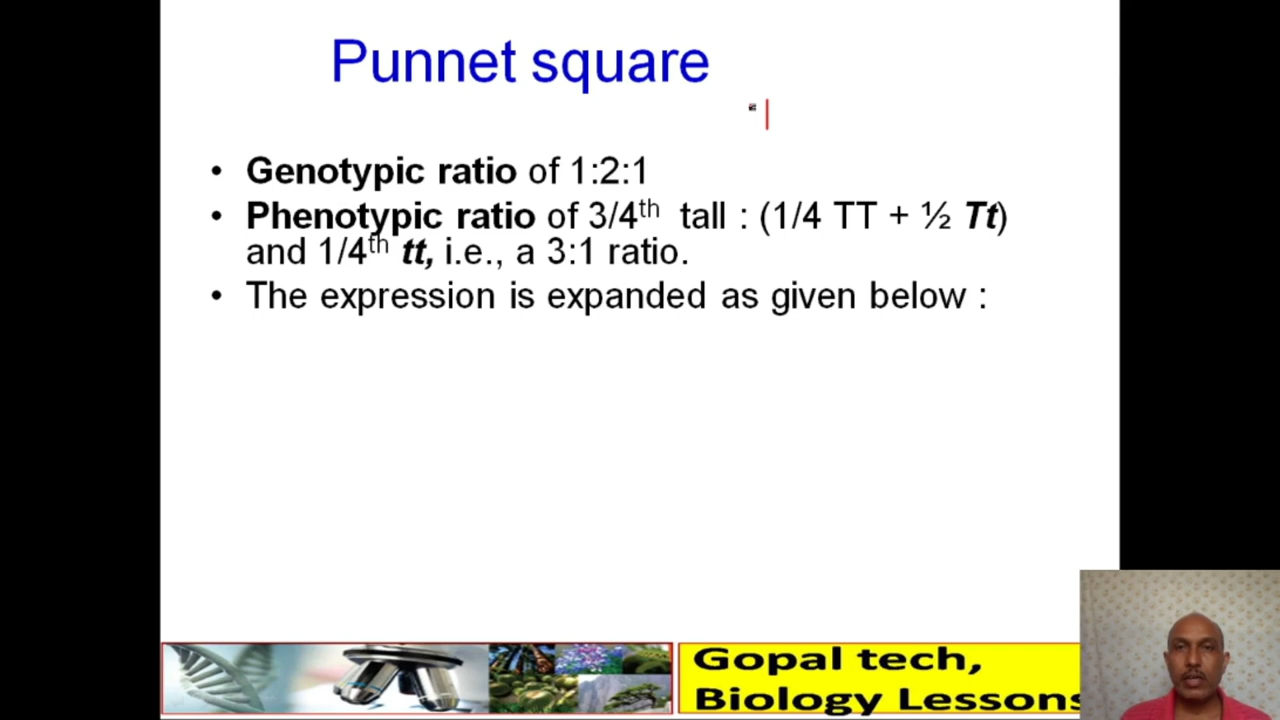 Punnet square
• Genotypic ratio of 1:2:1
• Phenotypic ratio of 3/4th tall : (1/4 TT + ½ Tt)
and 1/4th tt, i.e., a 3:1 ratio.
• The expression is expanded as given below :
Gopal tech,
Biology Lessons